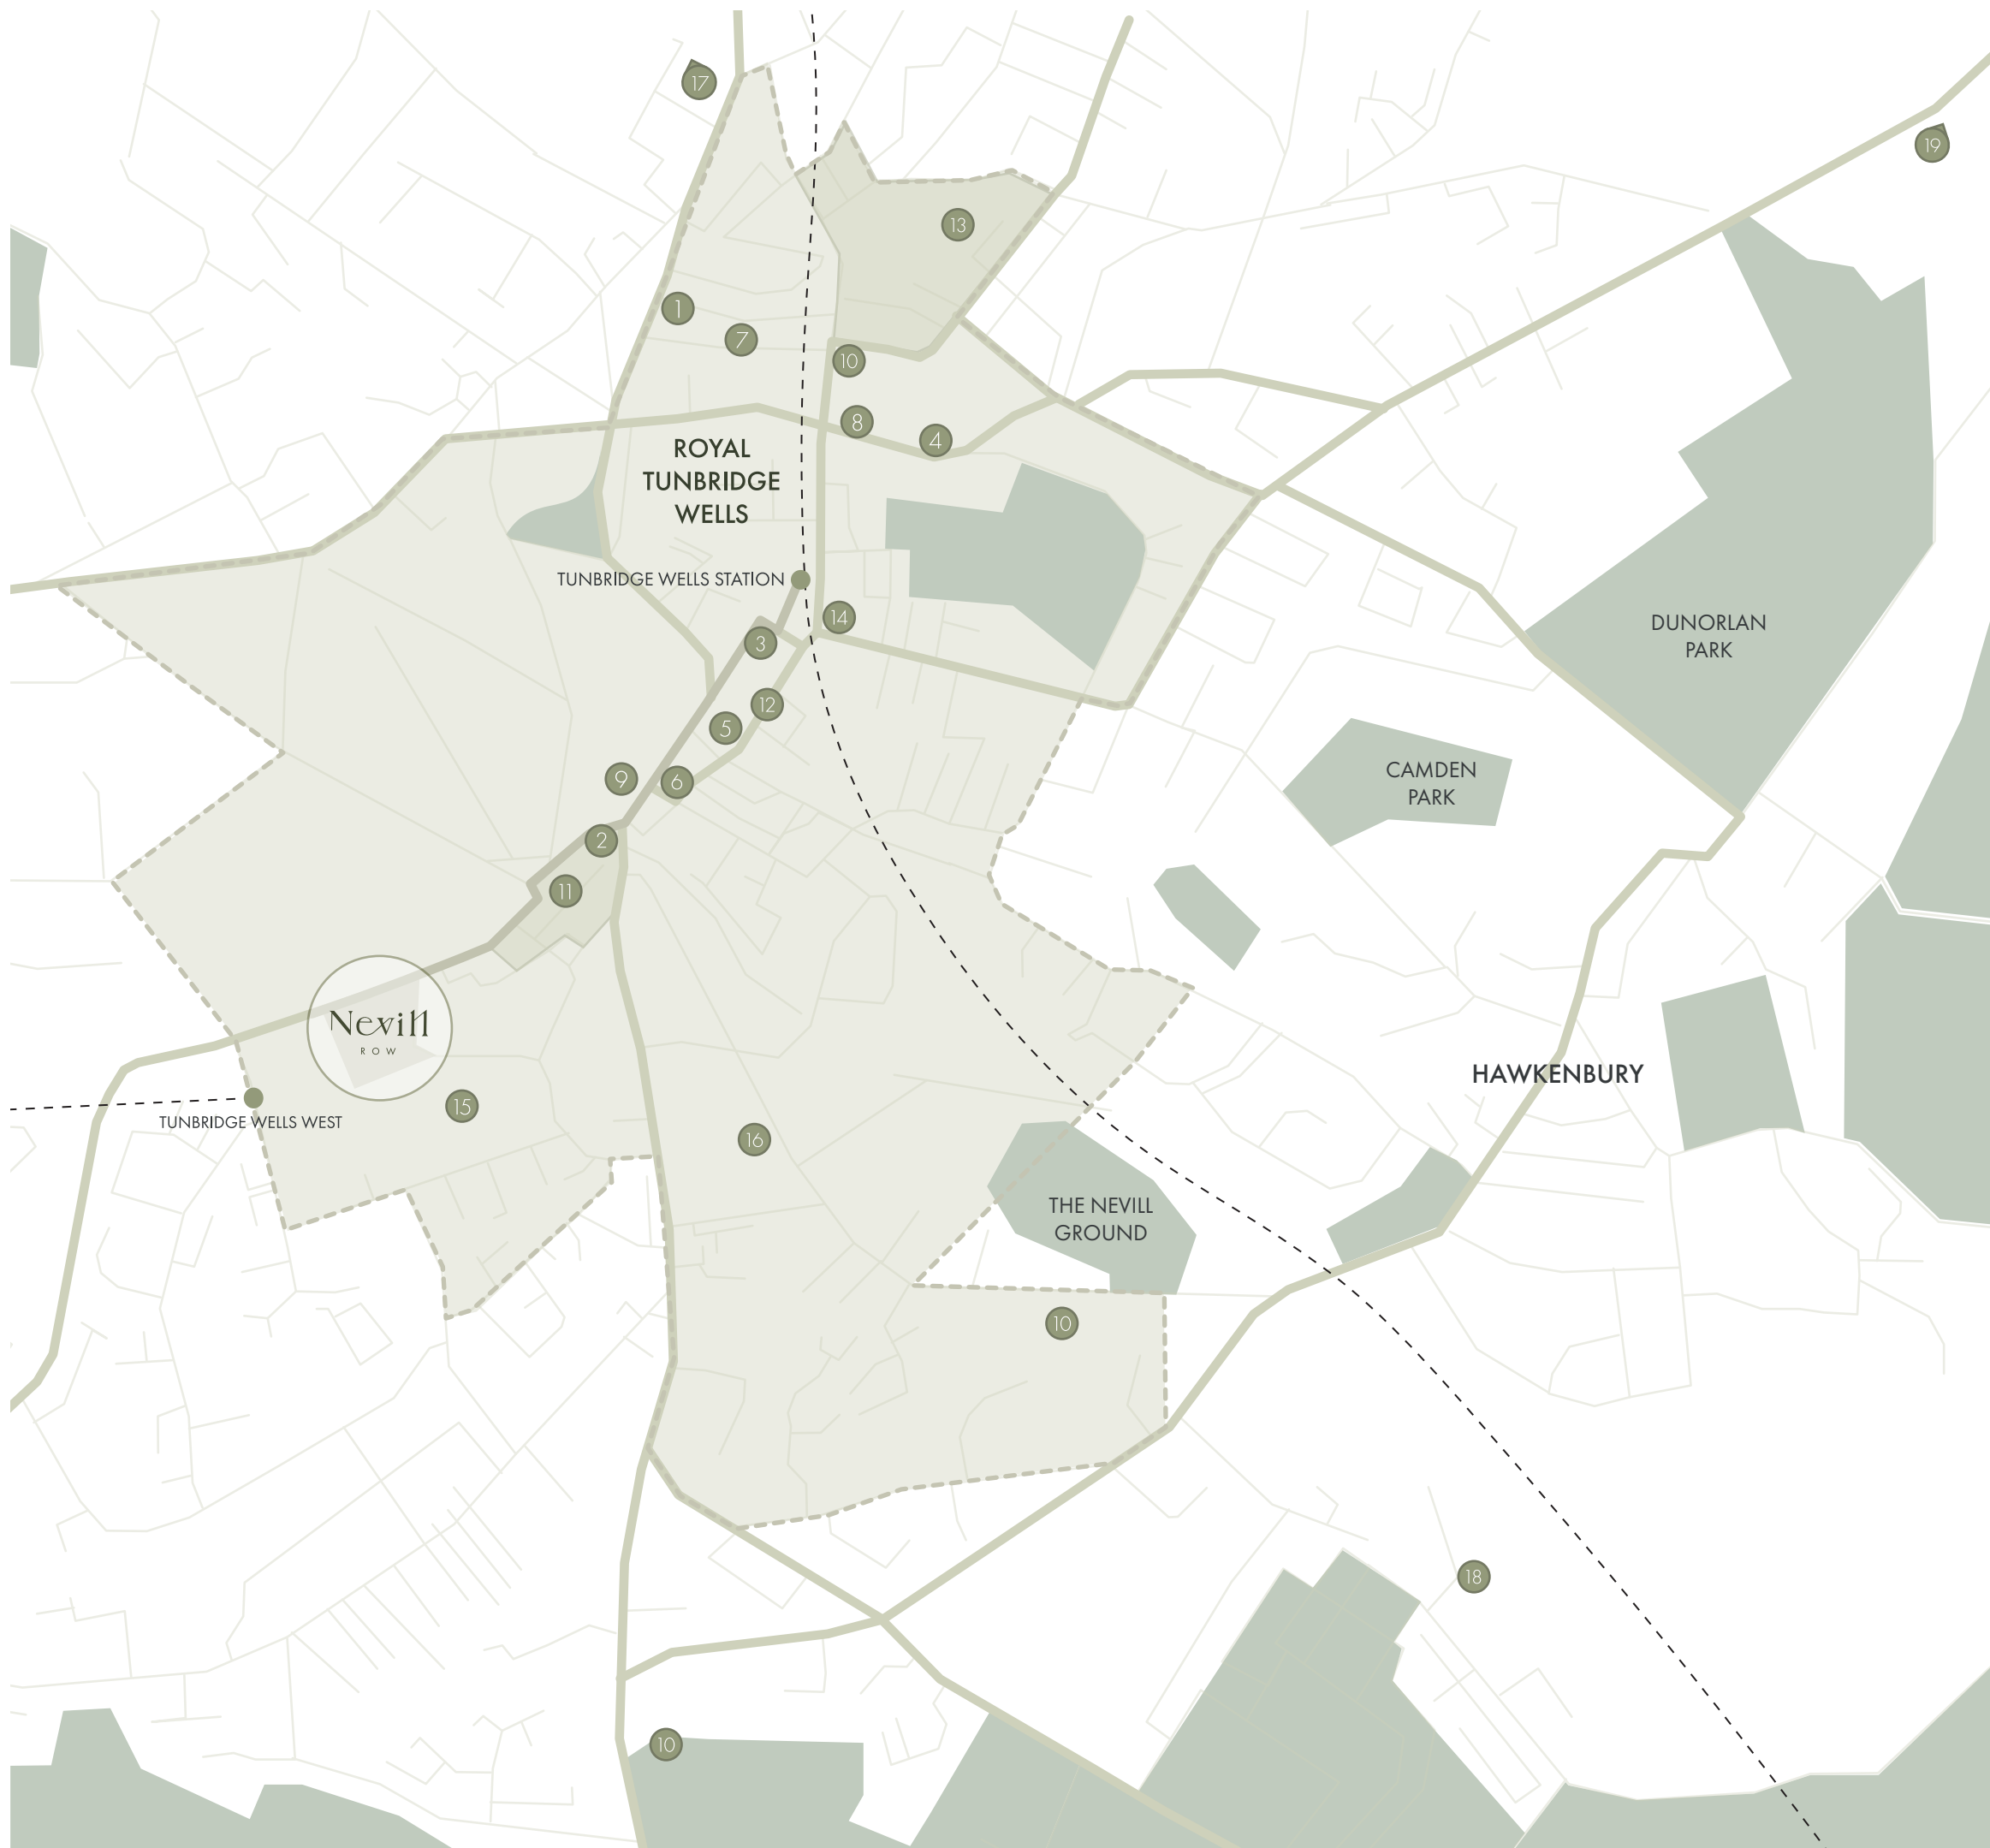 17
19
13
1
7
10
8
4
ROYAL
TUNBRIDGE
WELLS
TUNBRIDGE WELLS STATION
14
3
DUNORLAN
PARK
12
5
9
6
CAMDEN
PARK
2
11
Nevill
ROW
HAWKENBURY
15
TUNBRIDGE WELLS WEST
16
THE NEVILL
GROUND
10
18
10